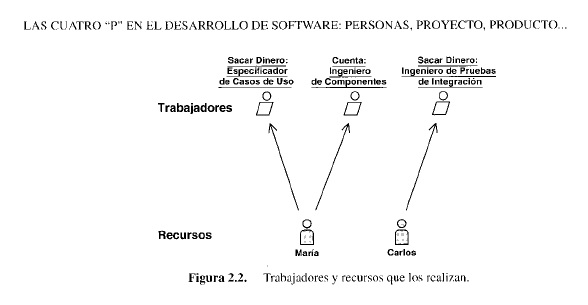 LAS CUATRO “P” EN EL DESARROLLO DE SOFTWARE: PERSONAS, PROYECTO, PRODUCTO...
Sacar Dinero:
Especificador
de Casos de Uso
Cuenta:
Ingeniero
de Componentes
Sacar Dinero:
Ingeniero de Pruebas
de Integración
Trabajadores
Recursos
María
Carlos
Figura 2.2. Trabajadores y recursos que los realizan.